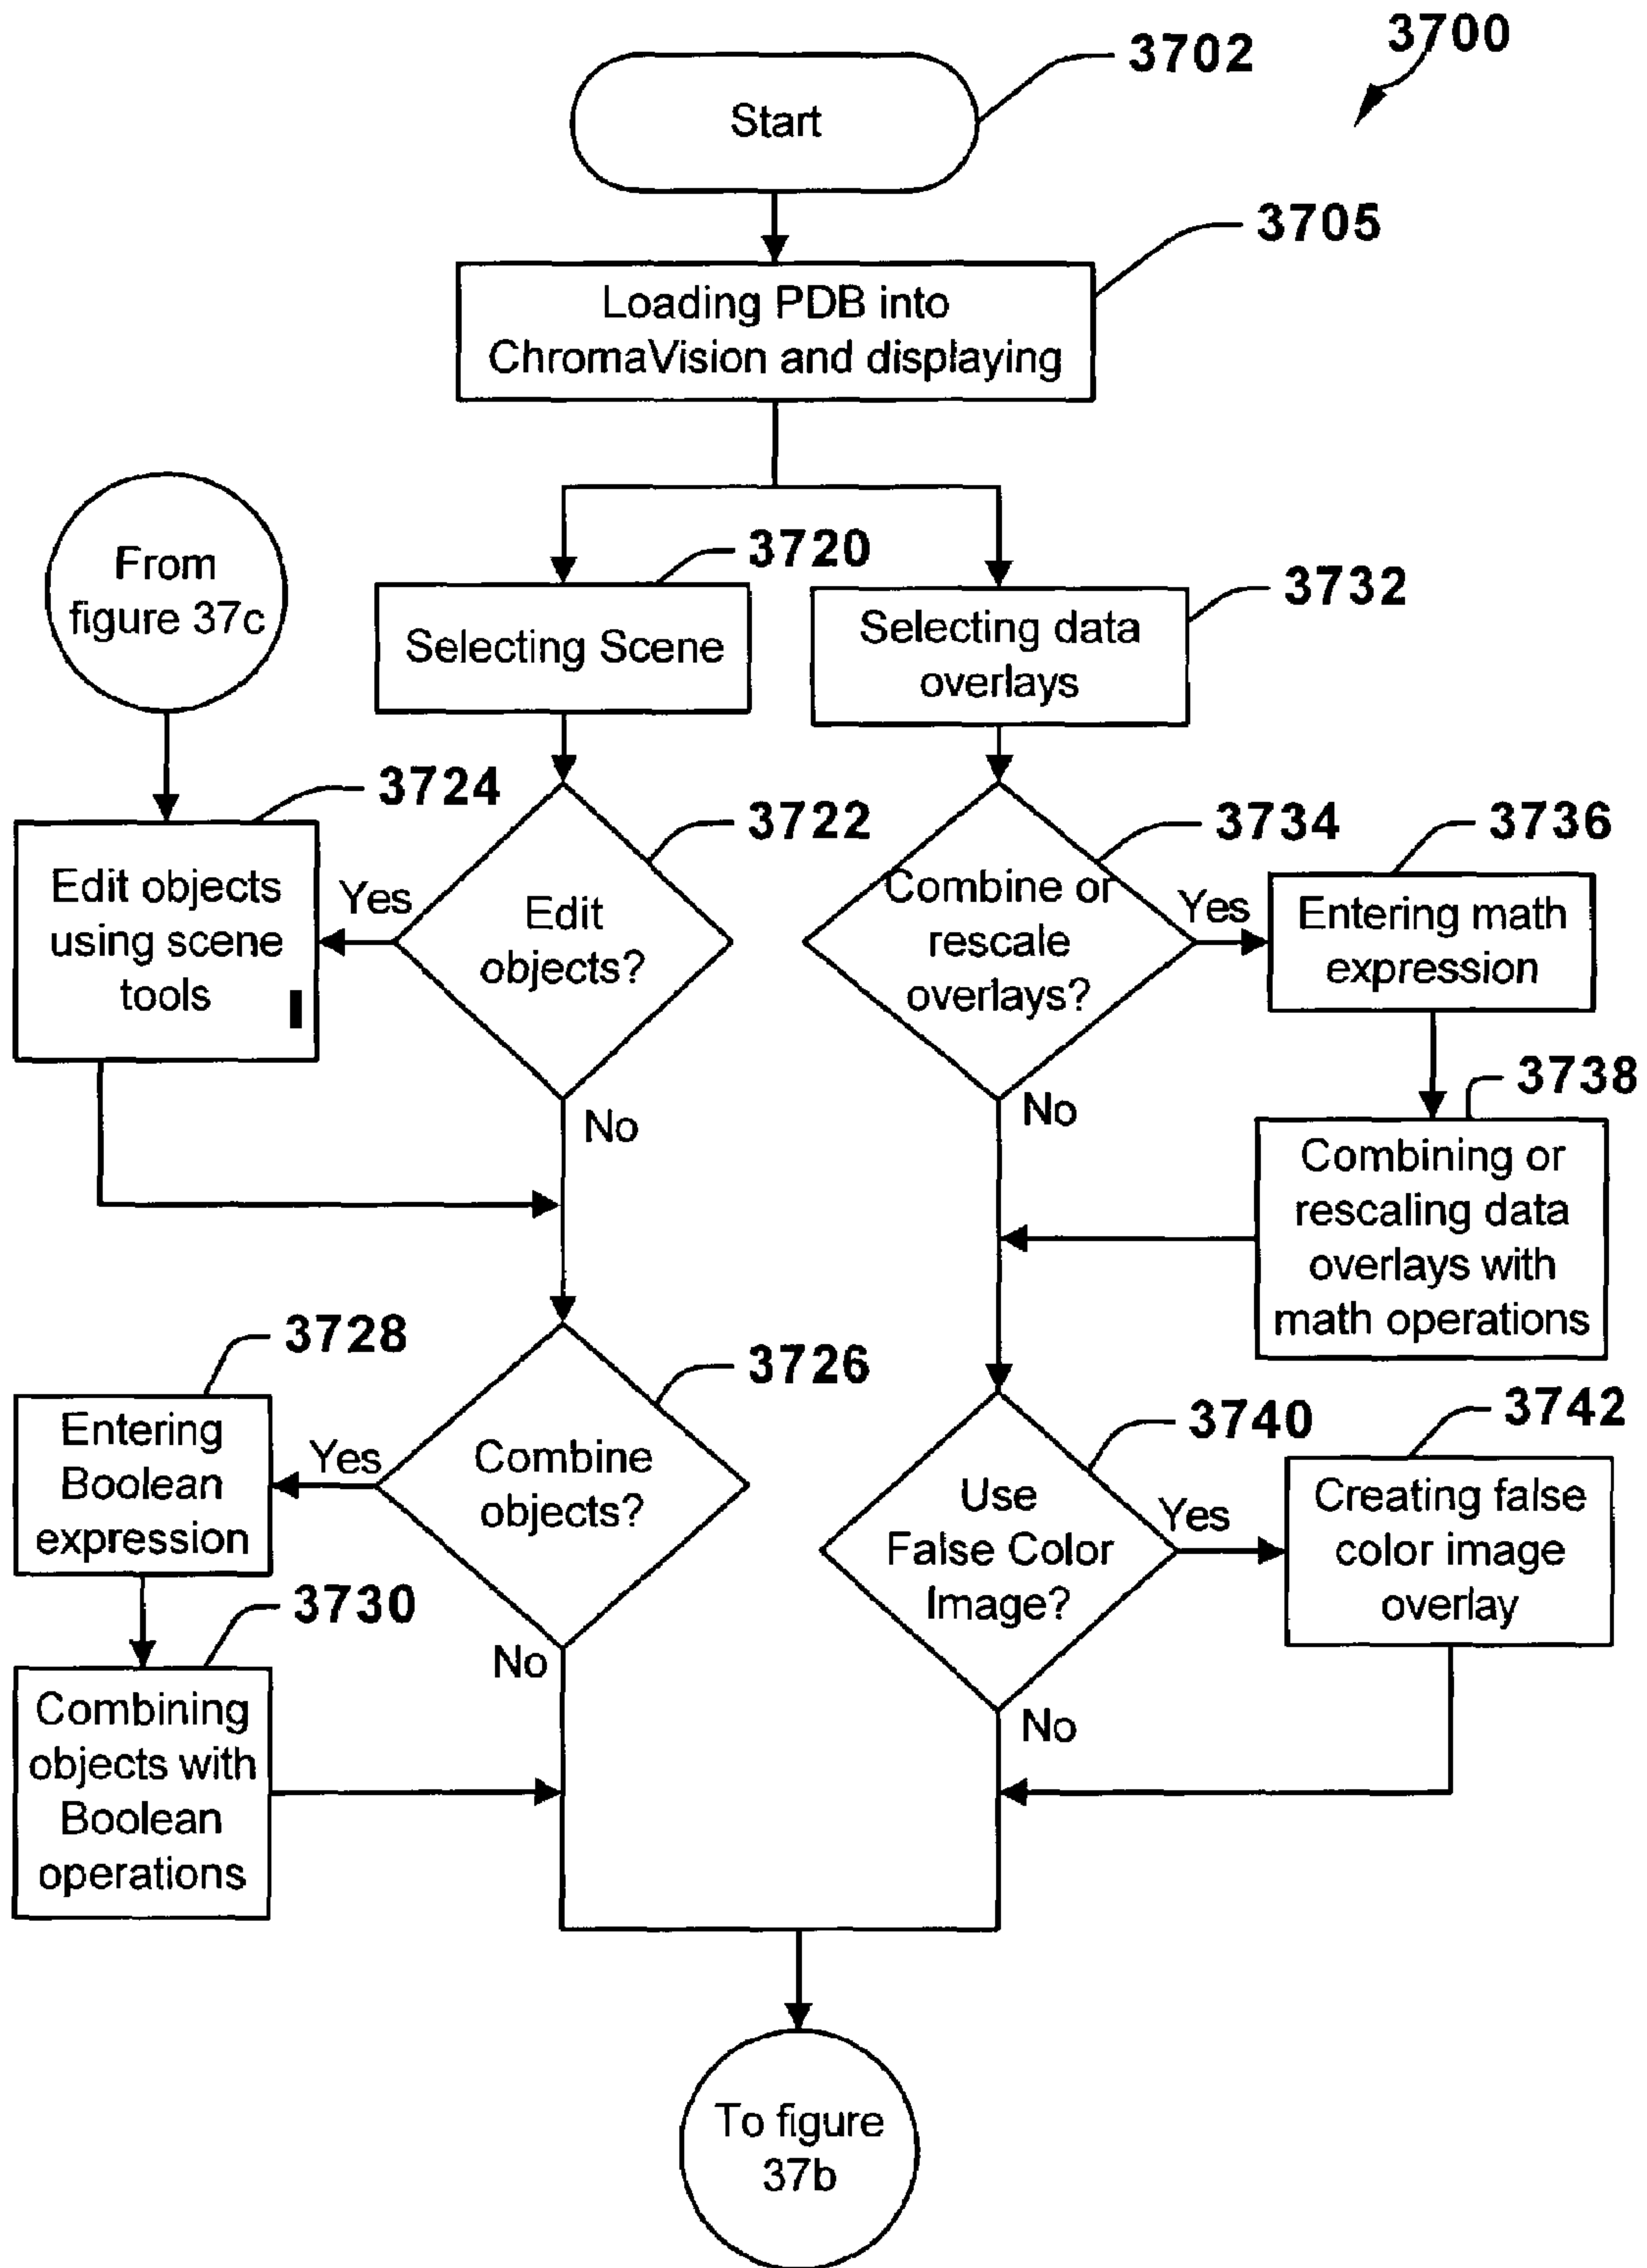 3700
3702
Start
3705
Loading PDB into
ChromaVision and displaying
From
figure 37c
3720
Selecting Scene
3732
Selecting data
overlays
3724
Edit objects
using scene
tools
Yes
3722
Edit
objects?
No
3734
Combine or
rescale
overlays?
Yes
No
3736
Entering math
expression
3738
Combining or
rescaling data
overlays with
math operations
3728
Entering
Boolean
expression
Yes
3726
Combine
objects?
No
3730
Combining
objects with
Boolean
operations
3740
Use
False Color
Image?
Yes
No
3742
Creating false
color image
overlay
To figure
37b